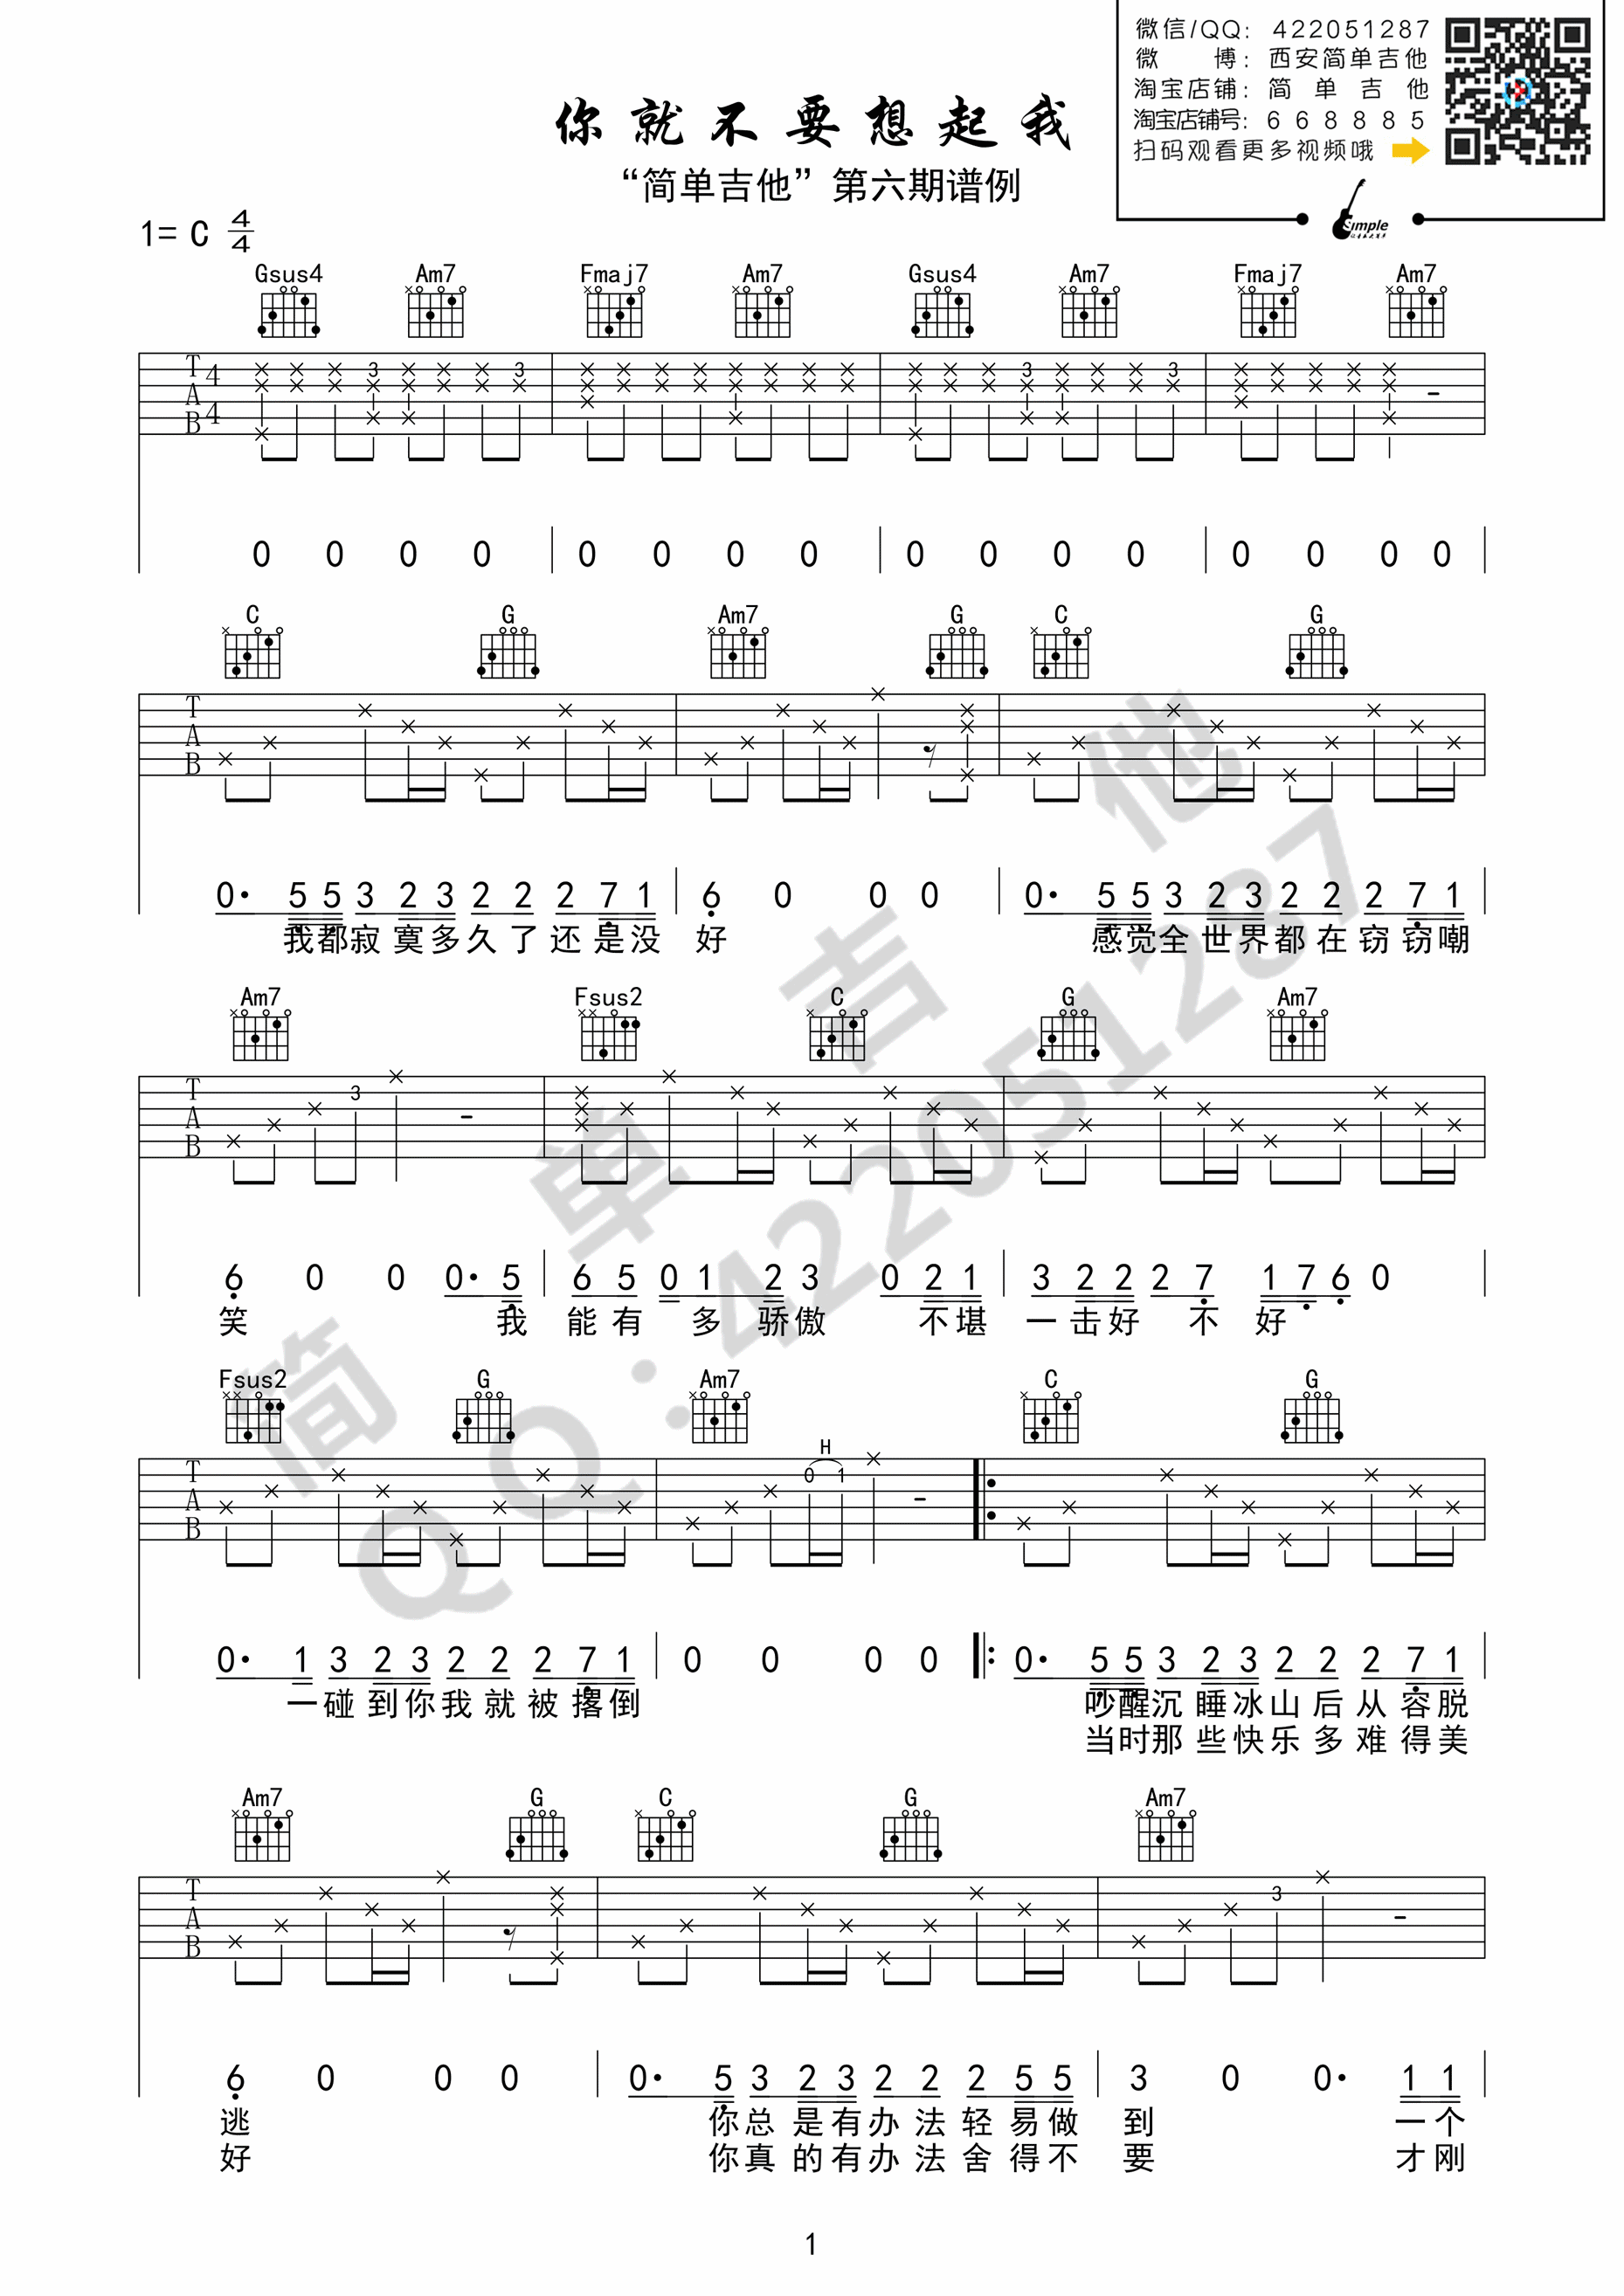 微信/QQ: 422051287
微 博: 西安简单吉他
淘宝店铺: 简单吉他
淘宝店铺号: 668885
扫码观看更多视频哦
Simple
你就不要想起我
“简单吉他”第六期谱例
1= C 4/4
Gsus4 Am7 Fmaj7 Am7 Gsus4 Am7 Fmaj7 Am7
T A B 4 4 3 3 3 3
0 0 0 0 0 0 0 0 0 0 0 0 0 0 0 0
C G Am7 G C G
T A B
0· 5 5 3 2 3 2 2 2 7 1 6 0 0 0 0· 5 5 3 2 3 2 2 2 7 1
我都寂寞多久了还是没 好 感觉全世界都在窃窃嘲
Am7 Fsus2 C G Am7
T A B 3
6 0 0 0· 5 6 5 0 1 2 3 0 2 1 3 2 2 2 7 1 7 6 0
笑 我 能有 多 骄傲 不堪 一击好 不 好
Fsus2 G Am7 C G
T A B H 0 1
0· 1 3 2 3 2 2 2 7 1 0 0 0 0 0· 5 5 3 2 3 2 2 2 7 1
一碰到你我就被撂倒 吵醒沉睡冰山后从容脱
当时那些快乐多难得美
Am7 G C G Am7
T A B 3
6 0 0 0 0· 5 3 2 3 2 2 2 5 5 3 0 0· 1 1
逃 你总是有办法轻易做 到 一个
好 你真的有办法舍得不 要 才刚
1
简单吉他
QQ:422051287